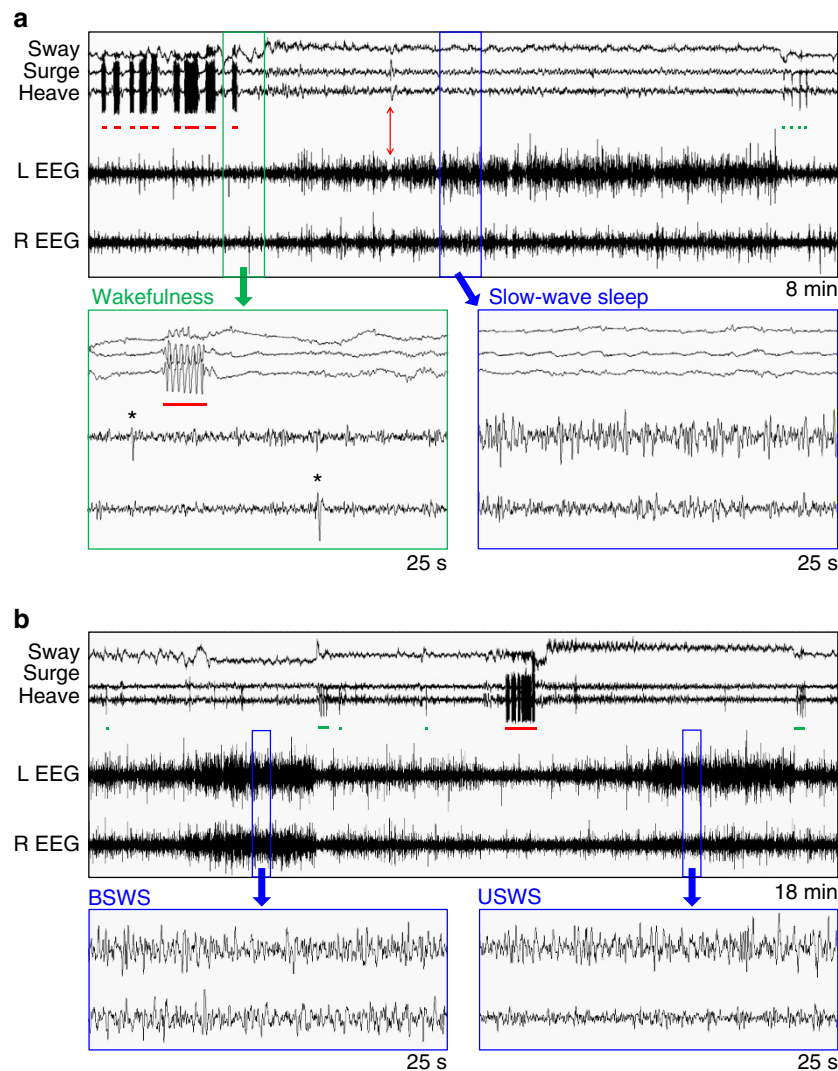 a
Sway
Surge
Heave
L EEG
R EEG
8 min
Wakefulness
Slow-wave sleep
*
*
25 s
25 s
b
Sway
Surge
Heave
L EEG
R EEG
18 min
BSWS
USWS
25 s
25 s